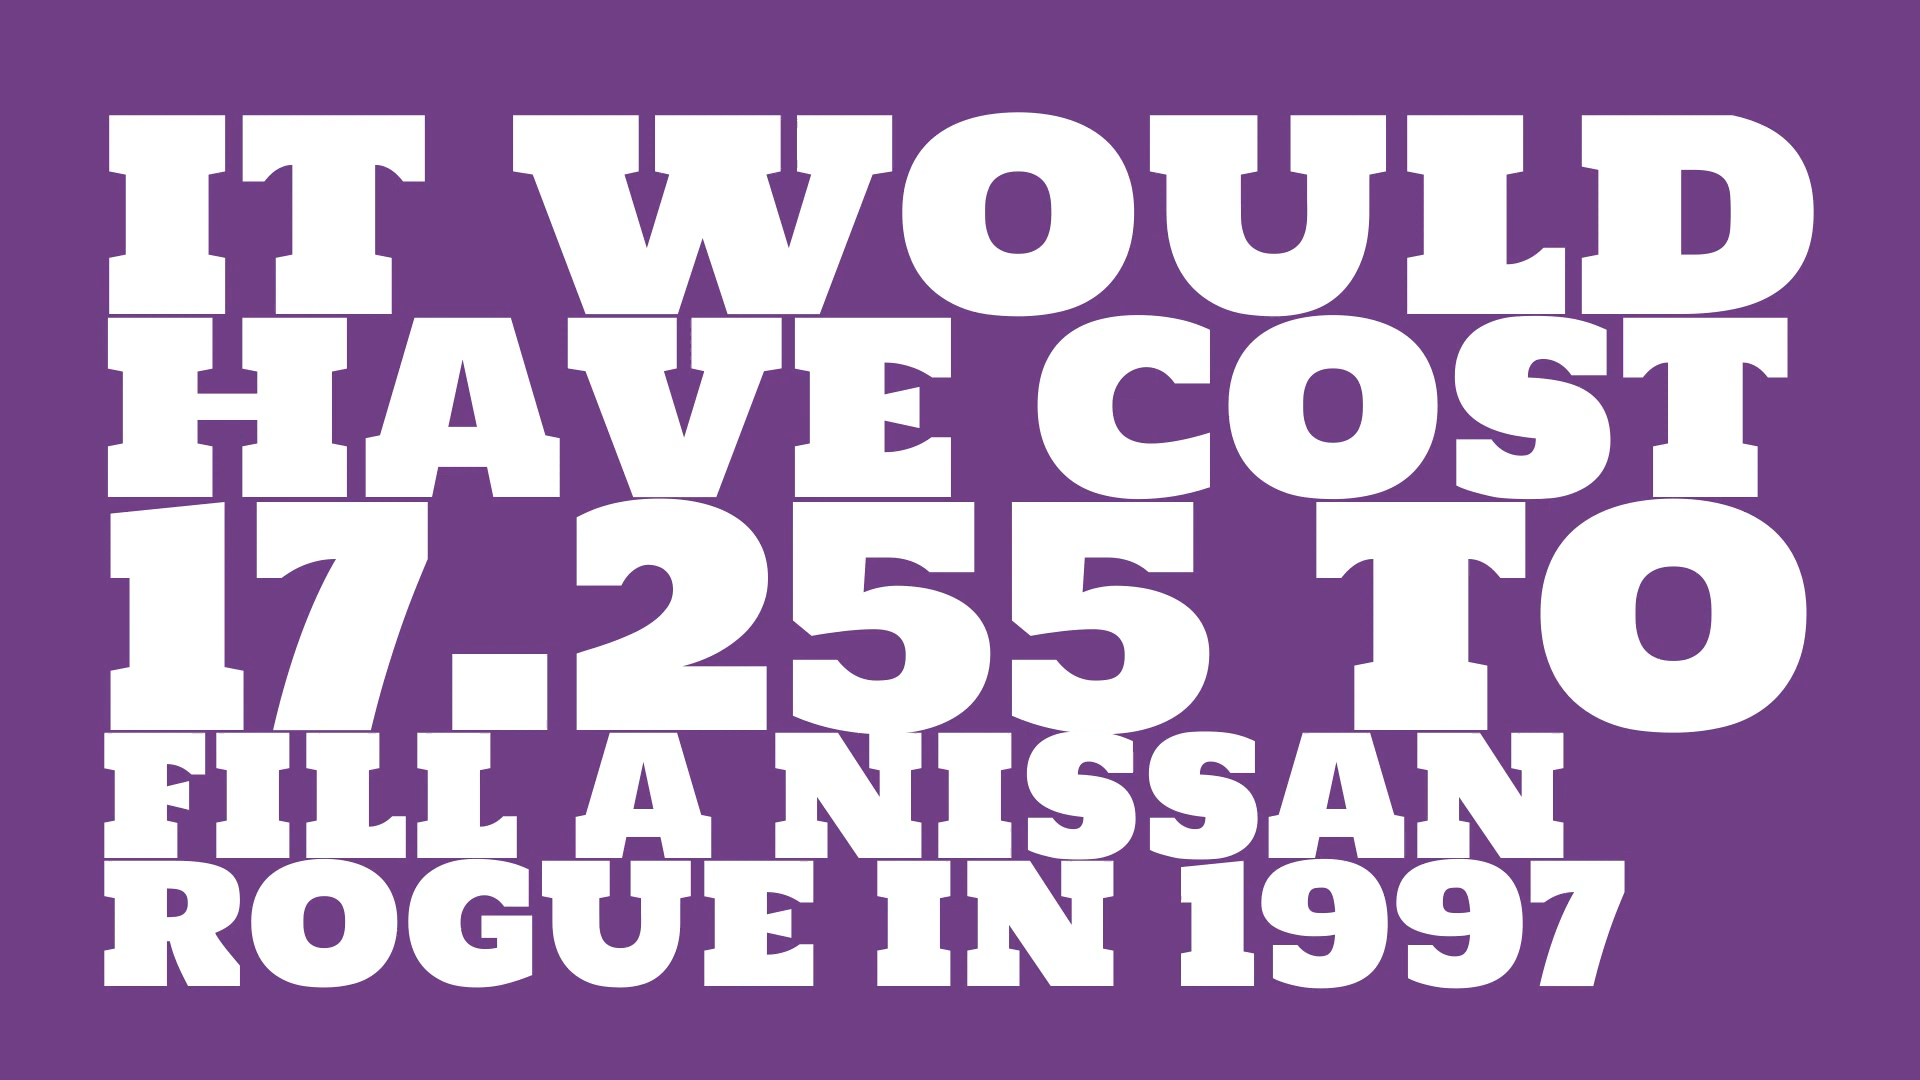 IT WOULD
HAVE COST
17.255 TO
FILL A NISSAN
ROGUE IN 1997